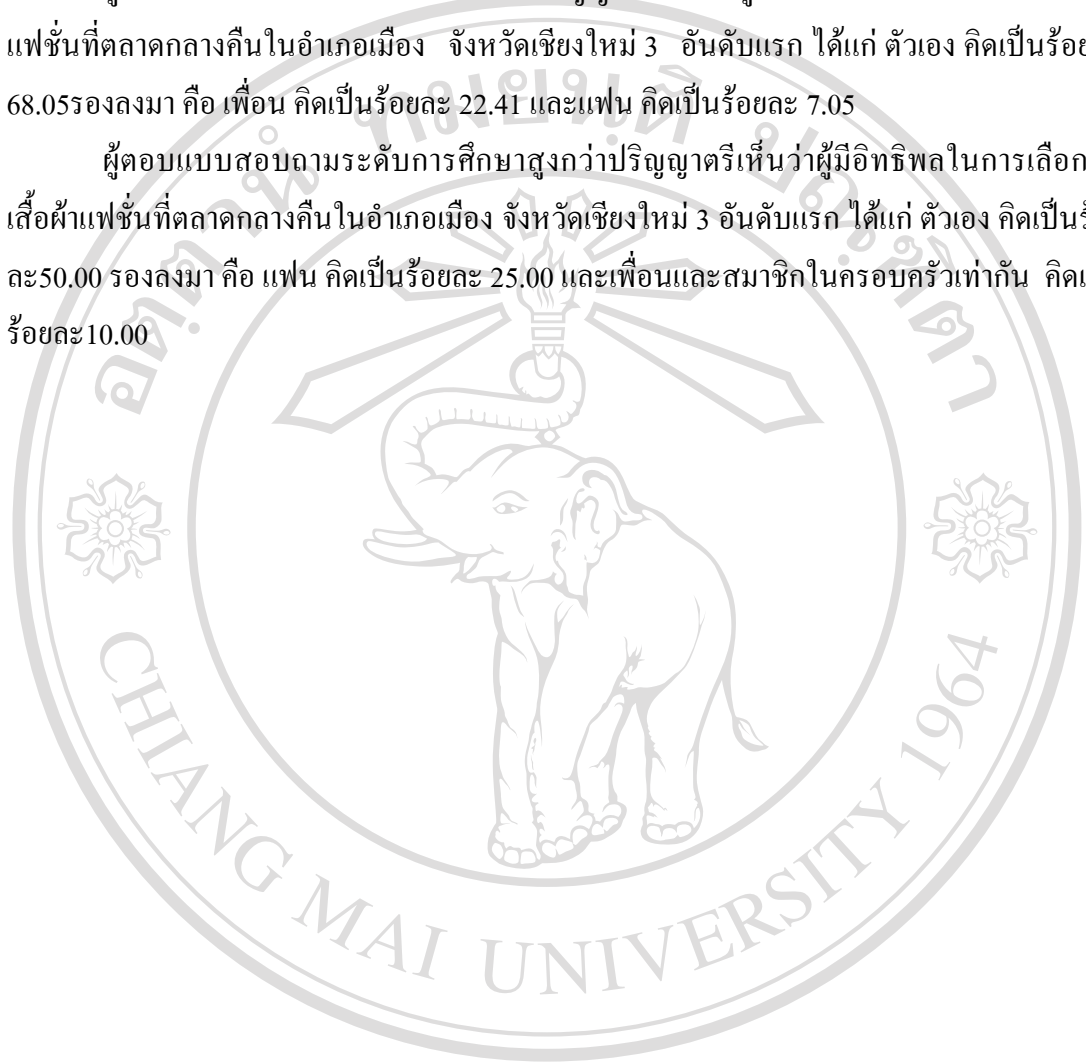 แฟชั่นที่ตลาดกลางคืนในอำเภอเมือง จังหวัดเชียงใหม่ 3 อันดับแรก ได้แก่ ตัวเอง คิดเป็นร้อย
68.05รองลงมา คือ เพื่อน คิดเป็นร้อยละ 22.41 และแฟน คิดเป็นร้อยละ 7.05
ผู้ตอบแบบสอบถามระดับการศึกษาสูงกว่าปริญญาตรีเห็นว่าผู้มีอิทธิพลในการเลือก
เสื้อผ้าแฟชั่นที่ตลาดกลางคืนในอำเภอเมือง จังหวัดเชียงใหม่ 3 อันดับแรก ได้แก่ ตัวเอง คิดเป็นร้
ละ50.00 รองลงมา คือ แฟน คิดเป็นร้อยละ 25.00 และเพื่อนและสมาชิกในครอบครัวเท่ากัน คิดเ
ร้อยละ10.00
อตฺตานํ ทมยนฺติ ปณฺฑิตา
CHIANG MAI UNIVERSITY 1964